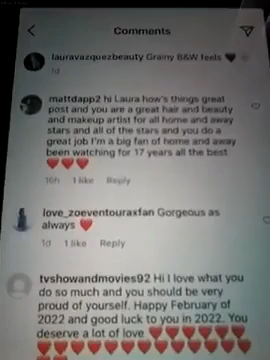 Comments
lauravazquezbeauty Grainy B&W feels 🖤
1d
mattdapp2 hi Laura how's things great
post and you are a great hair and beauty
and makeup artist for all home and away
stars and all of the stars and you do a
great job I'm a big fan of home and away
been watching for 17 years all the best
❤️❤️❤️
16h 1 like Reply
love_zoeventouraxfan Gorgeous as
always ❤️
1d 1 like Reply
tvshowandmovies92 Hi I love what you
do so much and you should be very
proud of yourself. Happy February of
2022 and good luck to you in 2022. You
deserve a lot of love ❤️❤️❤️❤️❤️❤️❤️